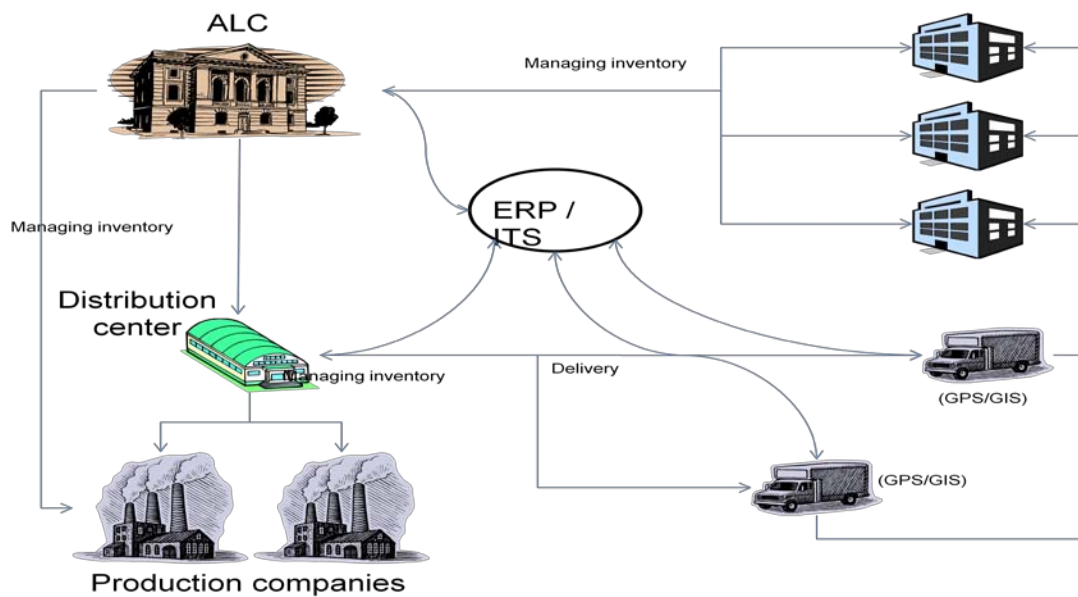 ALC
Managing inventory
ERP /
ITS
Managing inventory
Distribution
center
Managing inventory
Delivery
(GPS/GIS)
(GPS/GIS)
Production companies